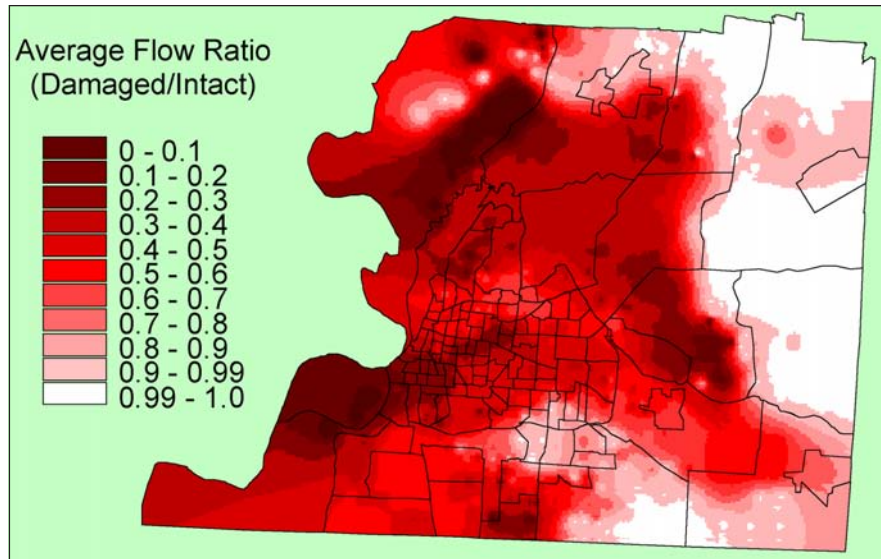 Average Flow Ratio
(Damaged/Intact)
0 - 0.1
0.1 - 0.2
0.2 - 0.3
0.3 - 0.4
0.4 - 0.5
0.5 - 0.6
0.6 - 0.7
0.7 - 0.8
0.8 - 0.9
0.9 - 0.99
0.99 - 1.0